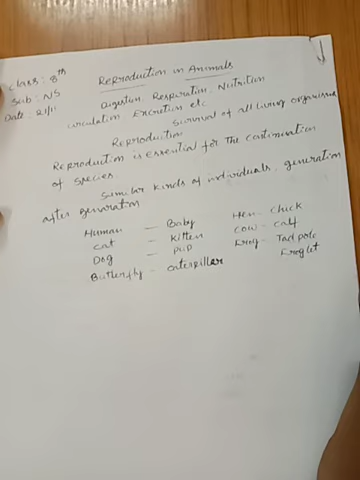 Class: 8th
Sub: NS
Date: 21/11
Reproduction in Animals
Digestion, Respiration, Nutrition
circulation Excretion etc.
Survival of all living organisms
Reproduction
Reproduction is essential for the continuation
of species.
Similar kinds of individuals, generation
after generation
Human — Baby
Cat — kitten
Dog — pup
Butterfly — caterpillar
Hen - chick
Cow - calf
Frog - Tadpole
Froglet